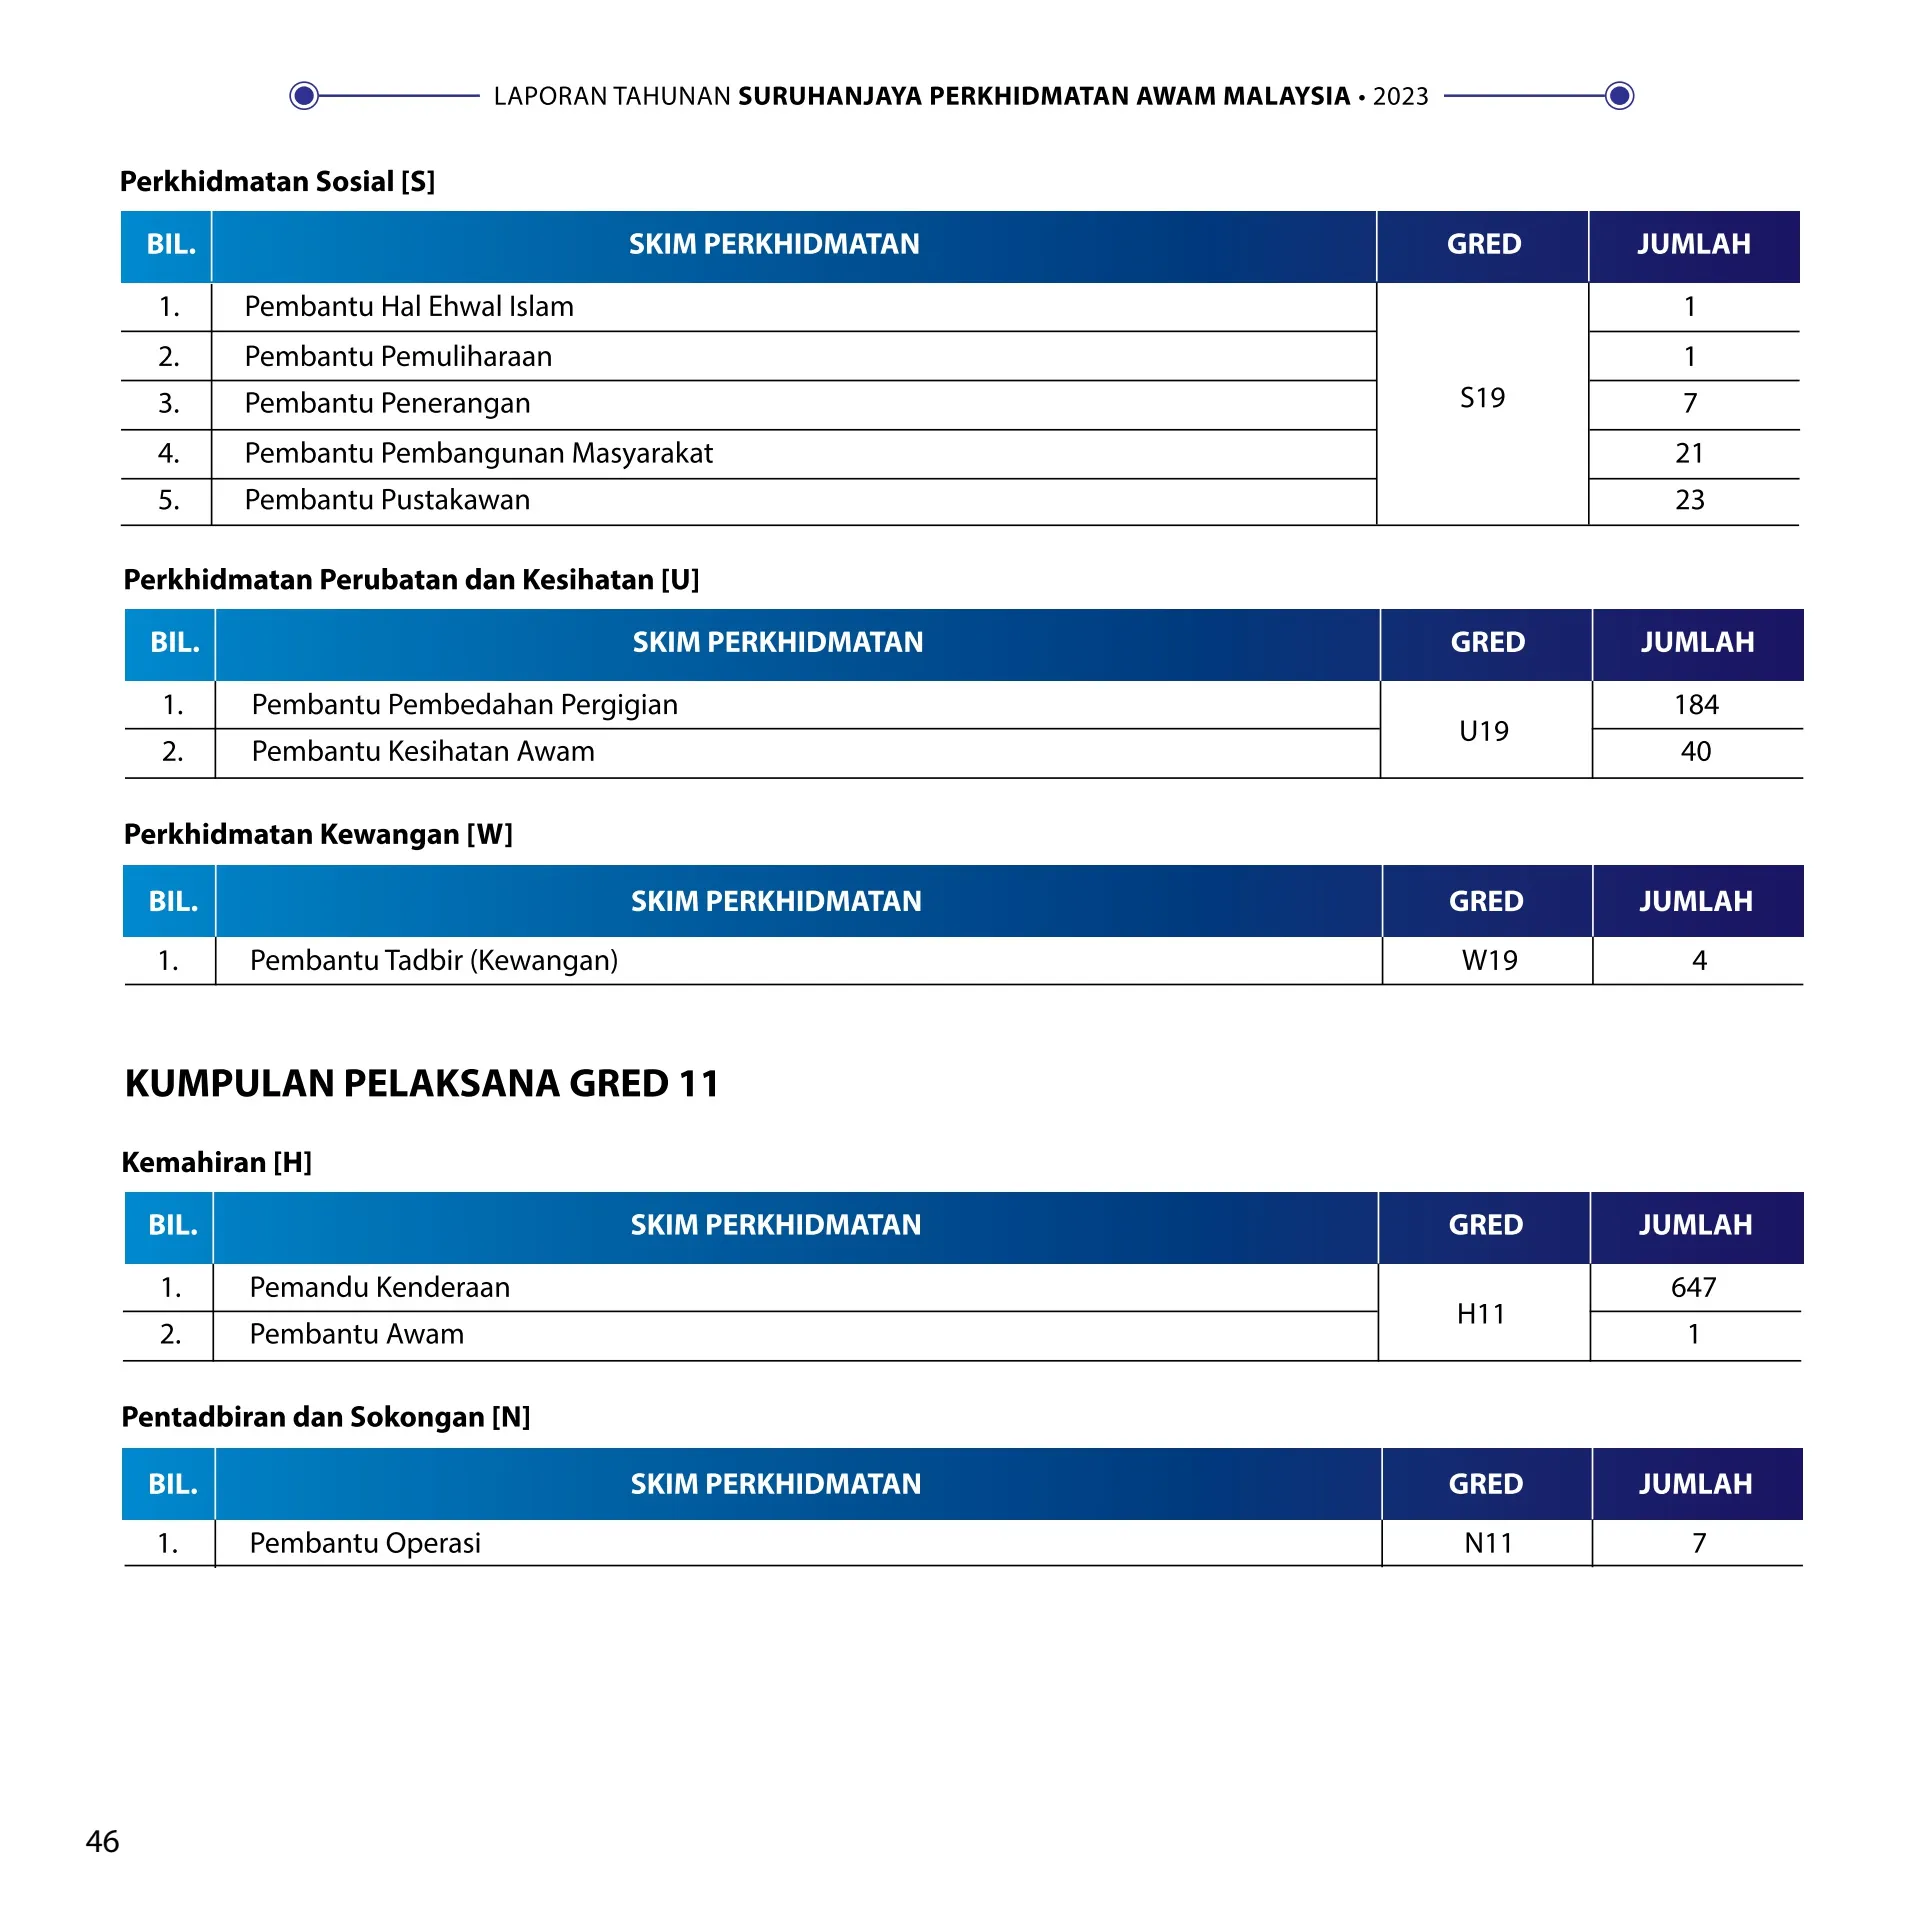 LAPORAN TAHUNAN SURUHANJAYA PERKHIDMATAN AWAM MALAYSIA • 2023
Perkhidmatan Sosial [S]
BIL. SKIM PERKHIDMATAN GRED JUMLAH
1. Pembantu Hal Ehwal Islam 1
2. Pembantu Pemuliharaan 1
S19
3. Pembantu Penerangan 7
4. Pembantu Pembangunan Masyarakat 21
5. Pembantu Pustakawan 23
Perkhidmatan Perubatan dan Kesihatan [U]
BIL. SKIM PERKHIDMATAN GRED JUMLAH
1. Pembantu Pembedahan Pergigian 184
U19
2. Pembantu Kesihatan Awam 40
Perkhidmatan Kewangan [W]
BIL. SKIM PERKHIDMATAN GRED JUMLAH
1. Pembantu Tadbir (Kewangan) W19 4
KUMPULAN PELAKSANA GRED 11
Kemahiran [H]
BIL. SKIM PERKHIDMATAN GRED JUMLAH
1. Pemandu Kenderaan 647
H11
2. Pembantu Awam 1
Pentadbiran dan Sokongan [N]
BIL. SKIM PERKHIDMATAN GRED JUMLAH
1. Pembantu Operasi N11 7
46